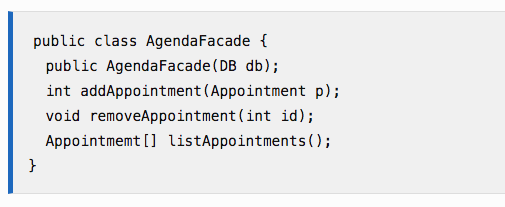 public class AgendaFacade {
public AgendaFacade(DB db);
int addAppointment(Appointment p);
void removeAppointment(int id);
Appointmemt[] listAppointments();
}